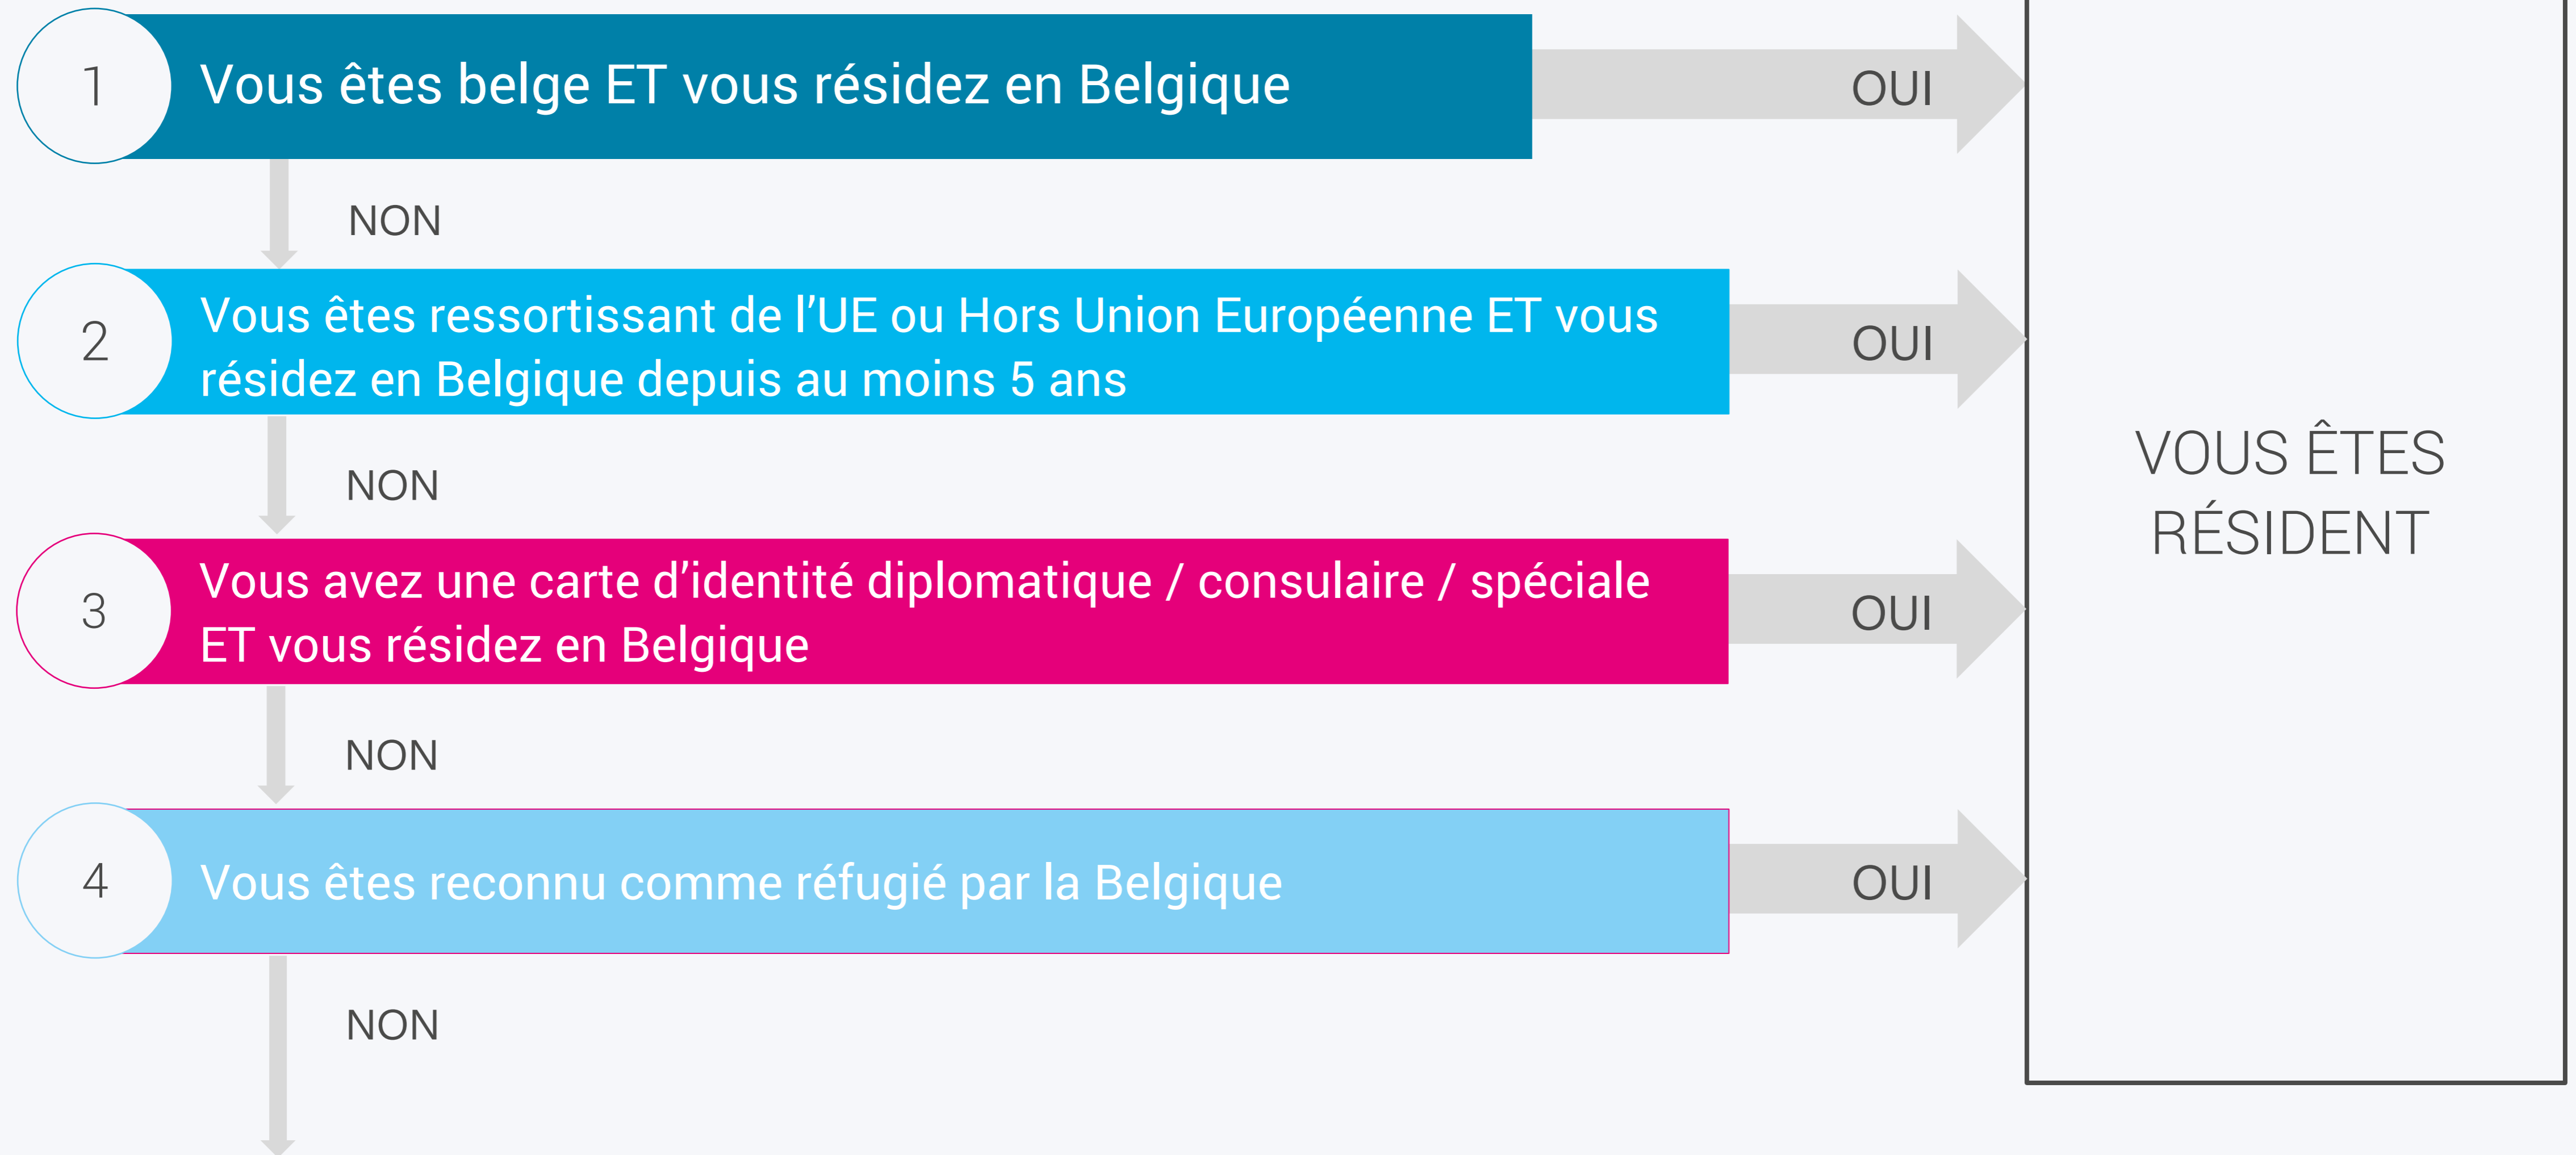 1
Vous êtes belge ET vous résidez en Belgique
OUI
NON
2
Vous êtes ressortissant de l’UE ou Hors Union Européenne ET vous
résidez en Belgique depuis au moins 5 ans
OUI
NON
3
Vous avez une carte d’identité diplomatique / consulaire / spéciale
ET vous résidez en Belgique
OUI
NON
4
Vous êtes reconnu comme réfugié par la Belgique
OUI
NON
VOUS ÊTES
RÉSIDENT